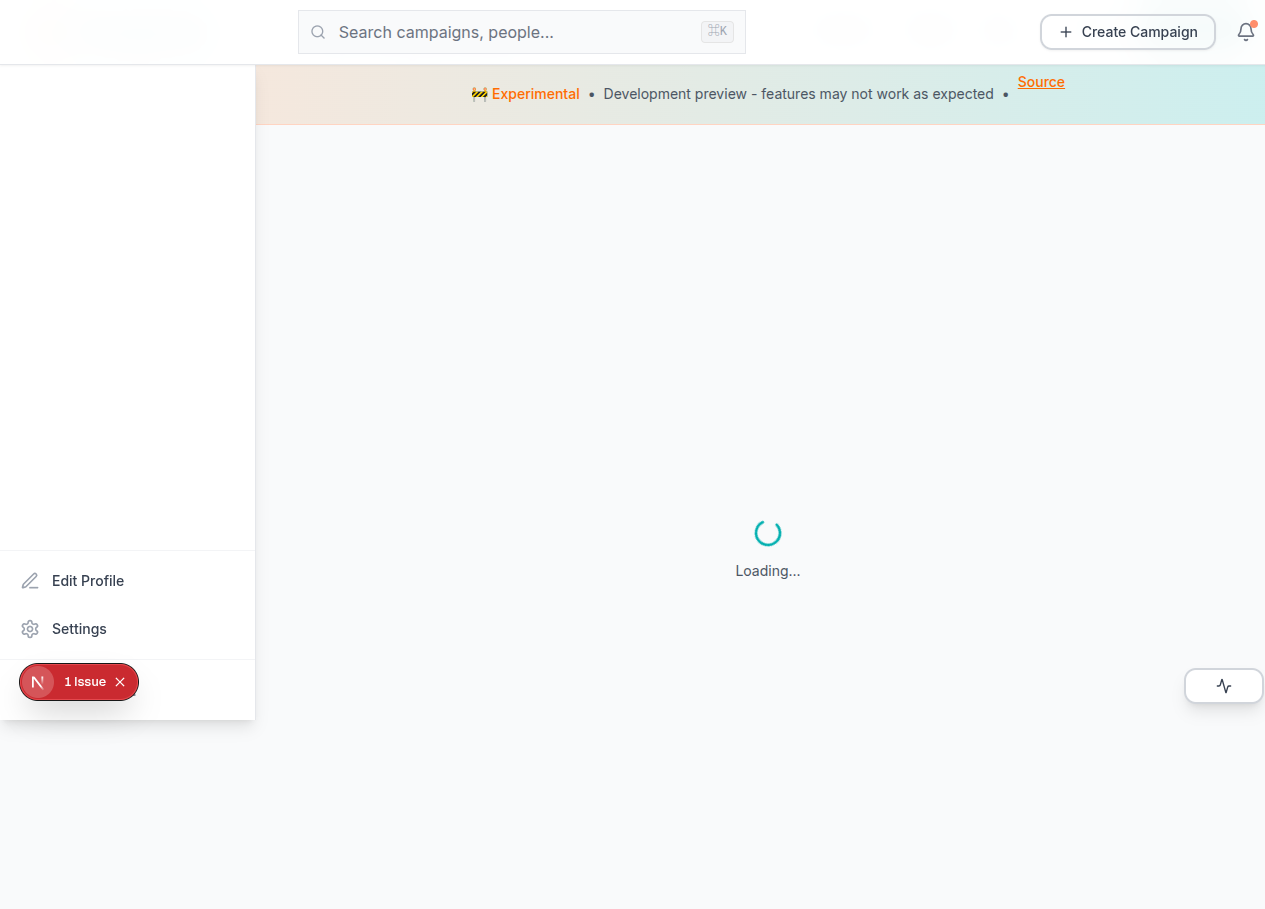 Search campaigns, people...
⌘K
Create Campaign
🚧 Experimental • Development preview - features may not work as expected • Source
Loading...
Edit Profile
Settings
N 1 Issue